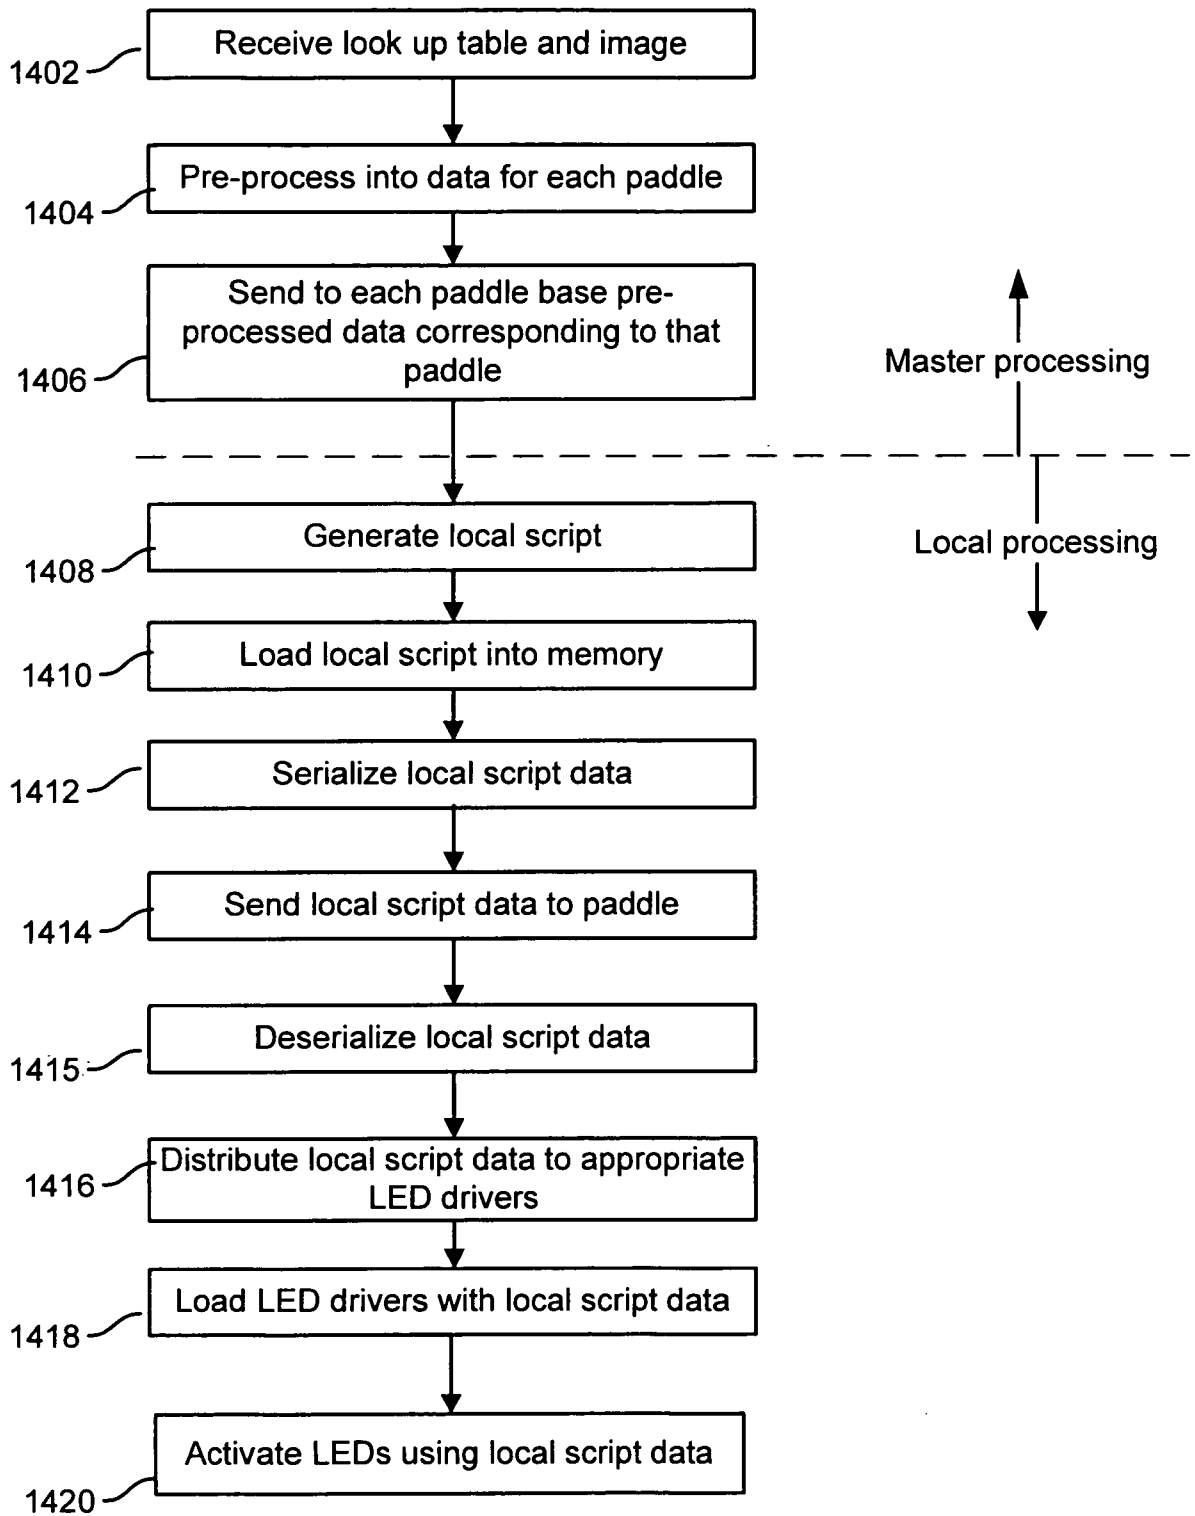 Receive look up table and image
1402
Pre-process into data for each paddle
1404
Send to each paddle base pre-
processed data corresponding to that
paddle
1406
Master processing
Generate local script
1408
Local processing
Load local script into memory
1410
Serialize local script data
1412
Send local script data to paddle
1414
Deserialize local script data
1415
Distribute local script data to appropriate
LED drivers
1416
Load LED drivers with local script data
1418
Activate LEDs using local script data
1420